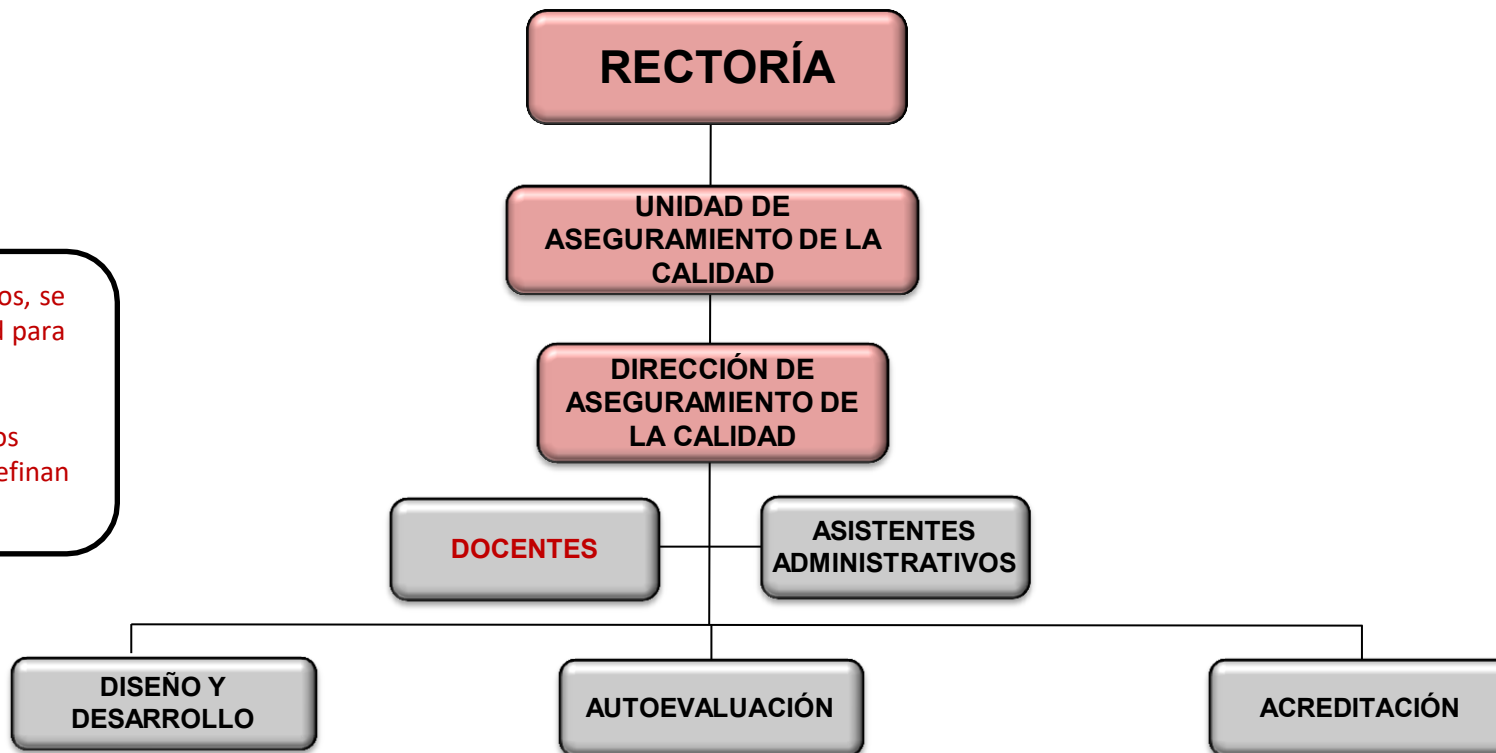 RECTORÍA
UNIDAD DE
ASEGURAMIENTO DE LA
CALIDAD
os, se
para
os
efinan
DIRECCIÓN DE
ASEGURAMIENTO DE
LA CALIDAD
DOCENTES
ASISTENTES
ADMINISTRATIVOS
DISEÑO Y
DESARROLLO
AUTOEVALUACIÓN
ACREDITACIÓN